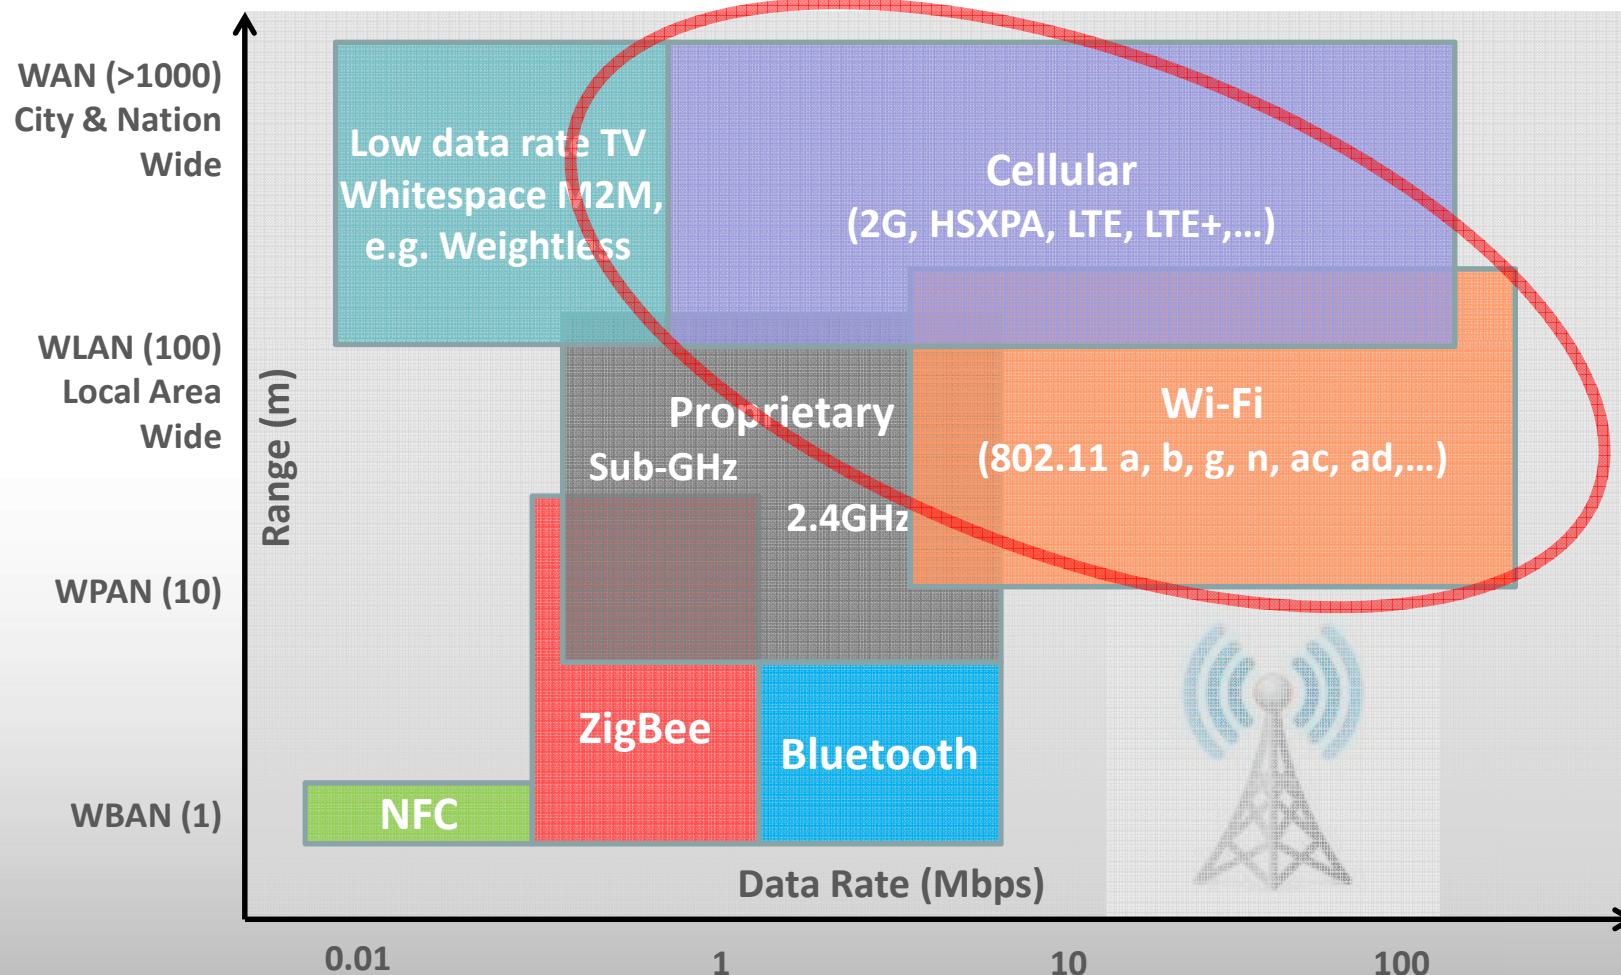 WAN (>1000)
City & Nation
Wide
WLAN (100)
Local Area
Wide
WPAN (10)
WBAN (1)
Range (m)
Low data rate TV
Whitespace M2M,
e.g. Weightless
Cellular
(2G, HSXPA, LTE, LTE+,...)
Proprietary
Sub-GHz
2.4GHz
Wi-Fi
(802.11 a, b, g, n, ac, ad,...)
ZigBee
Bluetooth
NFC
Data Rate (Mbps)
0.01
1
10
100